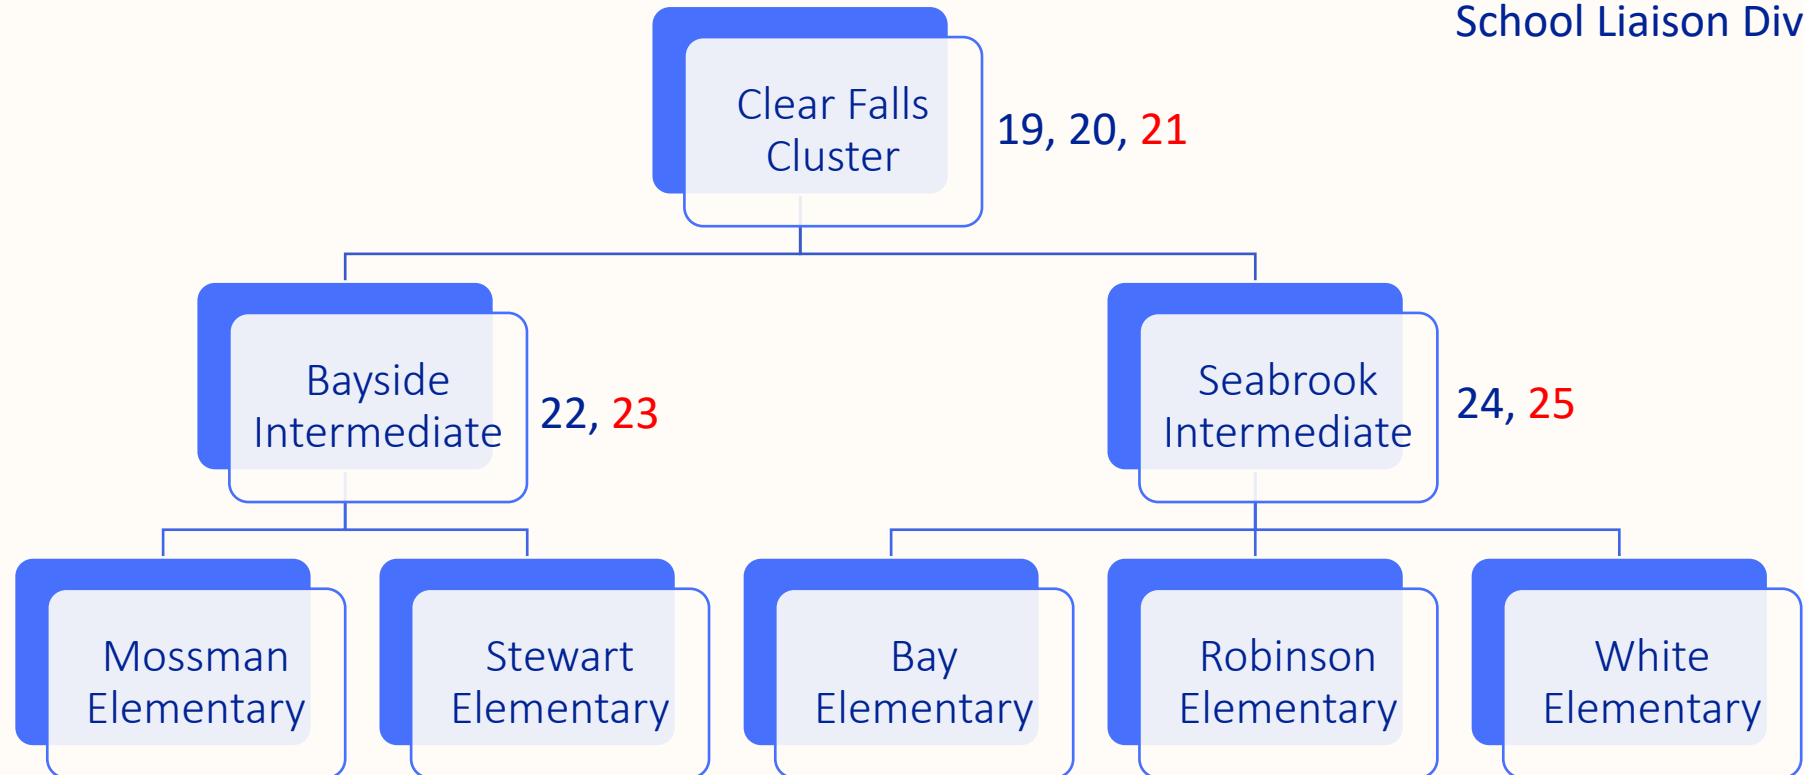 School Liaison Div
Clear Falls
Cluster
19, 20, 21
Bayside
Intermediate
22, 23
Seabrook
Intermediate
24, 25
Mossman
Elementary
Stewart
Elementary
Bay
Elementary
Robinson
Elementary
White
Elementary